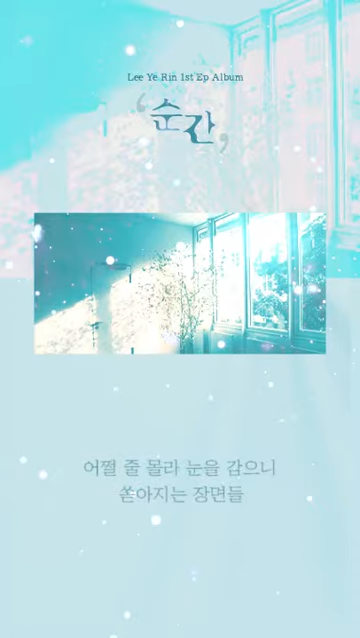 Lee Ye Rin 1st Ep Album
‘순간,
어쩔 줄 몰라 눈을 감으니
쏟아지는 장면들